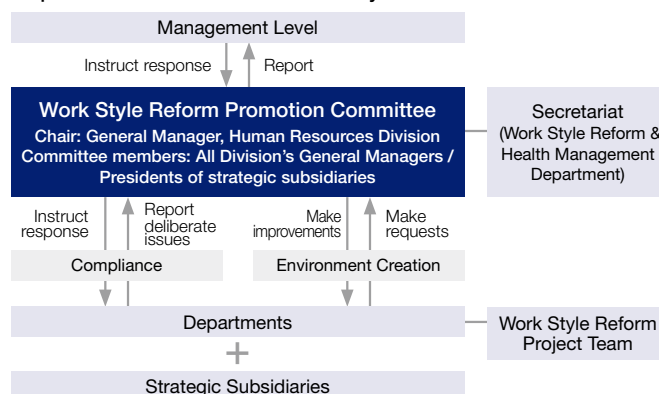 Management Level
Instruct response
Report
Work Style Reform Promotion Committee
Chair: General Manager, Human Resources Division
Committee members: All Division's General Managers /
Presidents of strategic subsidiaries
Secretariat
(Work Style Reform &
Health Management
Department)
Instruct
response
Report
deliberate
issues
Make
improvements
Make
requests
Compliance
Environment Creation
Departments
Work Style Reform
Project Team
+
Strategic Subsidiaries